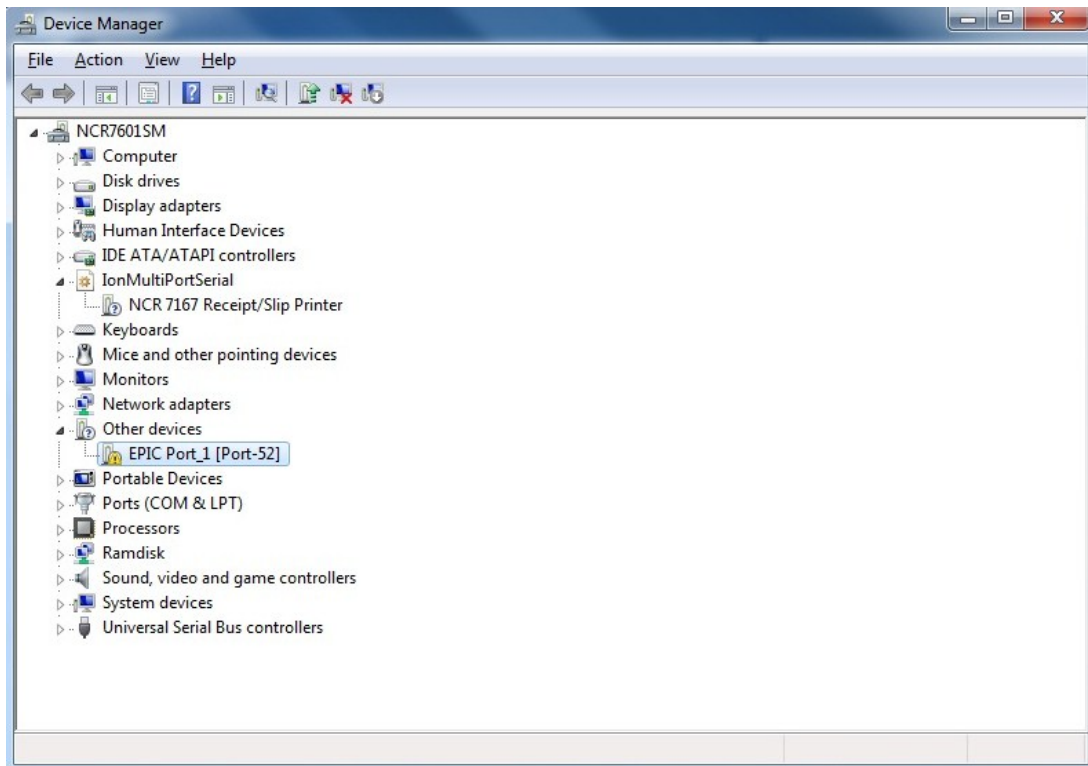 Device Manager
File Action View Help
NCR7601SM
Computer
Disk drives
Display adapters
Human Interface Devices
IDE ATA/ATAPI controllers
IonMultiPortSerial
NCR 7167 Receipt/Slip Printer
Keyboards
Mice and other pointing devices
Monitors
Network adapters
Other devices
EPIC Port_1 [Port-52]
Portable Devices
Ports (COM & LPT)
Processors
Ramdisk
Sound, video and game controllers
System devices
Universal Serial Bus controllers